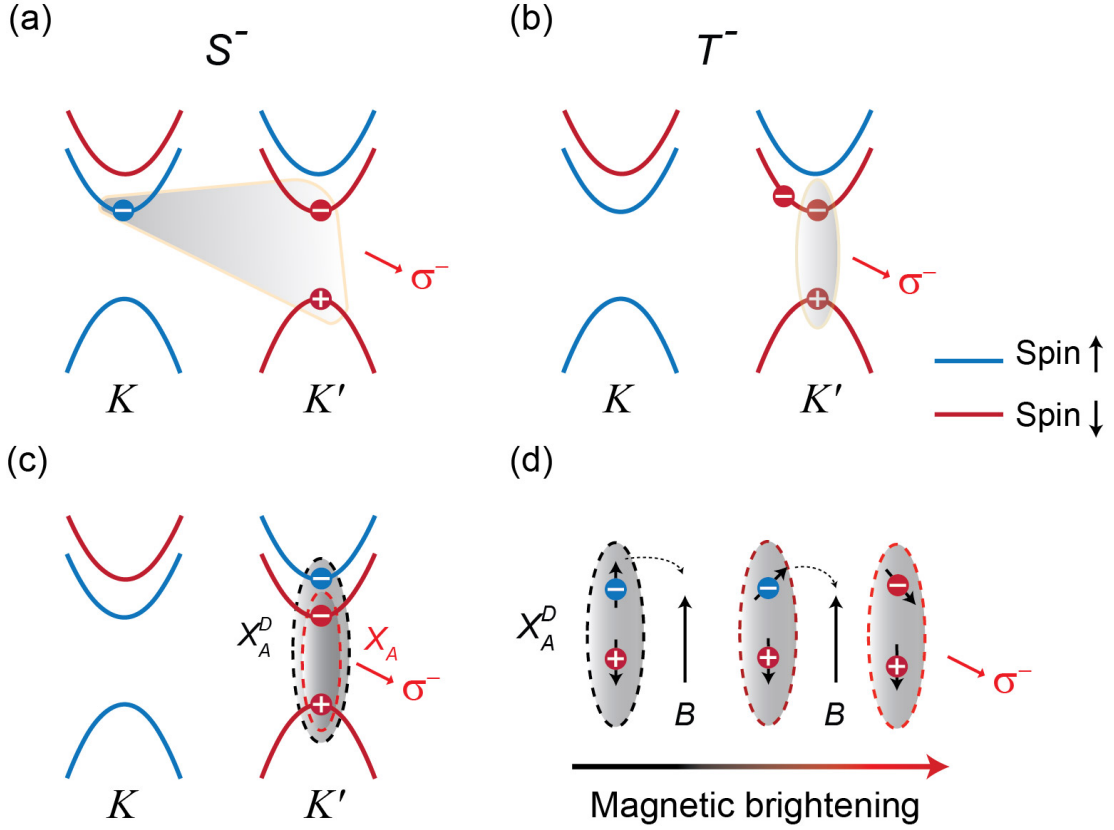 (a)
S⁻
(b)
T⁻
σ⁻
σ⁻
K
K′
K
K′
Spin ↑
Spin ↓
(c)
(d)
X_A^D
X_A
σ⁻
X_A^D
B
B
σ⁻
K
K′
Magnetic brightening